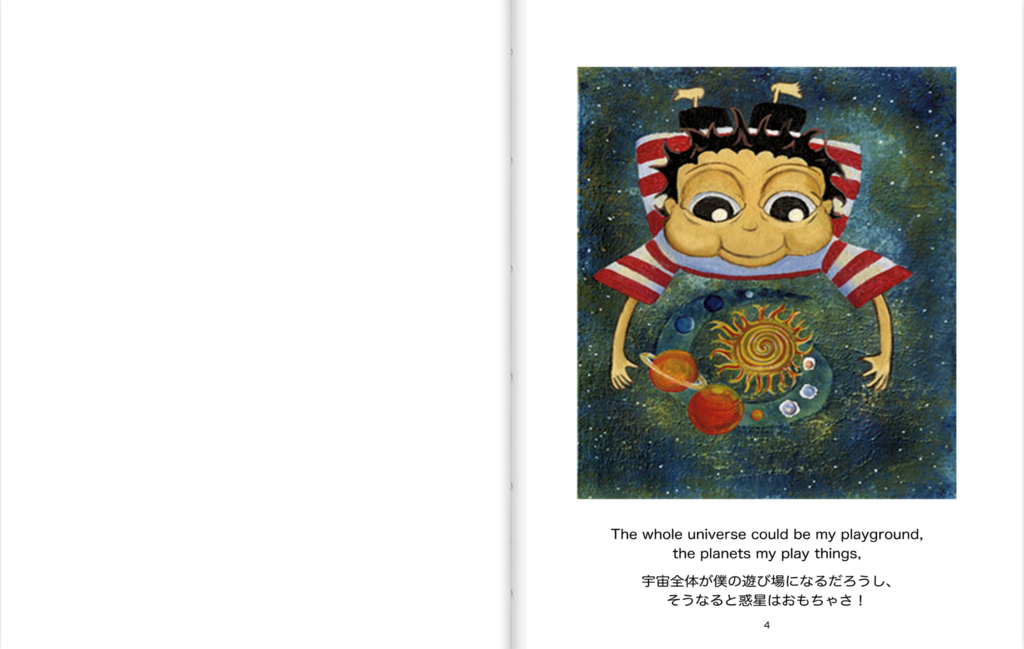 The whole universe could be my playground,
the planets my play things,
宇宙全体が僕の遊び場になるだろうし、
そうなると惑星はおもちゃさ！
4